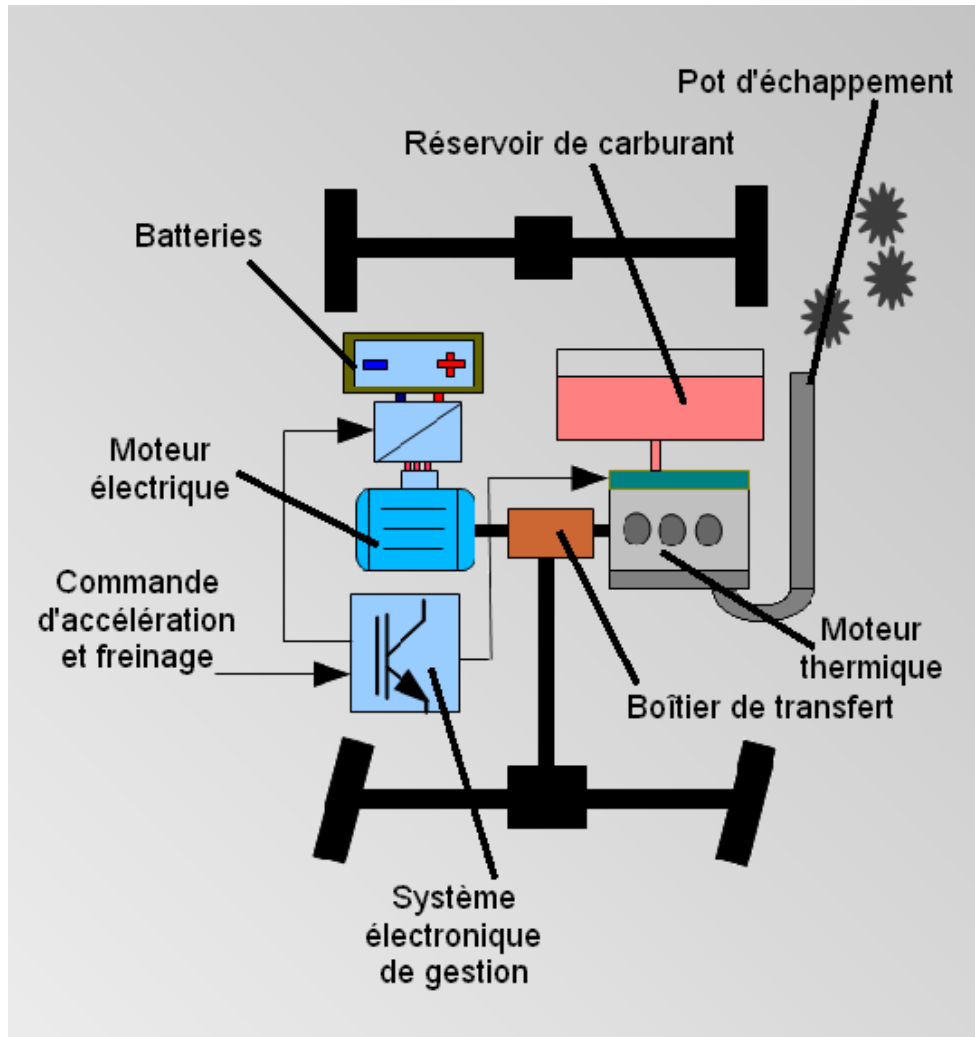 Pot d'échappement
Réservoir de carburant
Batteries
Moteur
électrique
Commande
d'accélération
et freinage
Moteur
thermique
Boîtier de transfert
Système
électronique
de gestion